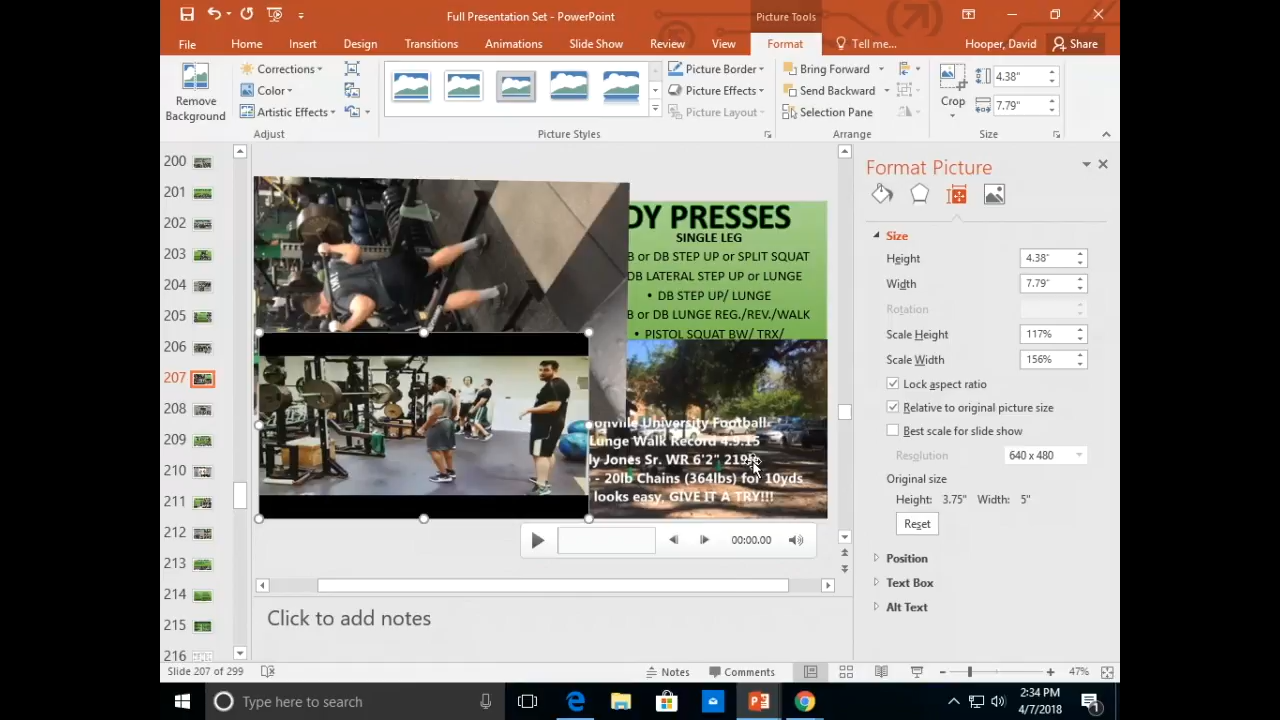 Full Presentation Set - PowerPoint
Picture Tools
File
Home
Insert
Design
Transitions
Animations
Slide Show
Review
View
Format
Tell me...
Hooper, David
Share
Remove
Background
Corrections
Color
Artistic Effects
Adjust
Picture Styles
Picture Border
Picture Effects
Picture Layout
Bring Forward
Send Backward
Selection Pane
Arrange
Crop
4.38"
7.79"
Size
200
201
202
203
204
205
206
207
208
209
210
211
212
213
214
215
216
DY PRESSES
SINGLE LEG
B or DB STEP UP or SPLIT SQUAT
DB LATERAL STEP UP or LUNGE
• DB STEP UP/ LUNGE
B or DB LUNGE REG./REV./WALK
• PISTOL SQUAT BW/ TRX/
onville University Football
Lunge Walk Record 4.9.15
ly Jones Sr. WR 6'2" 219lb
- 20lb Chains (364lbs) for 10yds
looks easy, GIVE IT A TRY!!!
00:00.00
Click to add notes
Format Picture
Size
Height 4.38"
Width 7.79"
Rotation
Scale Height 117%
Scale Width 156%
Lock aspect ratio
Relative to original picture size
Best scale for slide show
Resolution 640 x 480
Original size
Height: 3.75" Width: 5"
Reset
Position
Text Box
Alt Text
Slide 207 of 299
Notes
Comments
47%
Type here to search
2:34 PM
4/7/2018
1